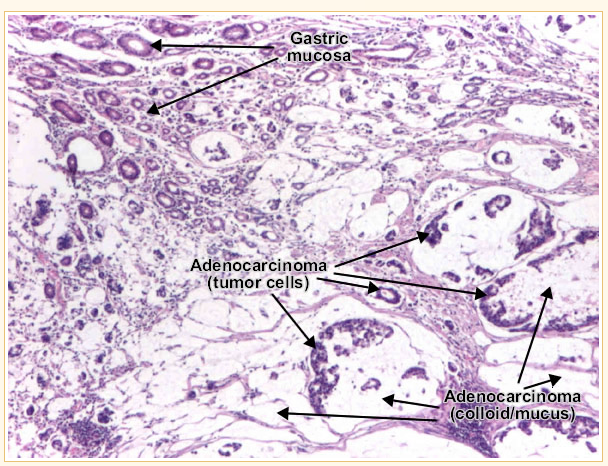 Gastric
mucosa
Adenocarcinoma
(tumor cells)
Adenocarcinoma
(colloid/mucus)